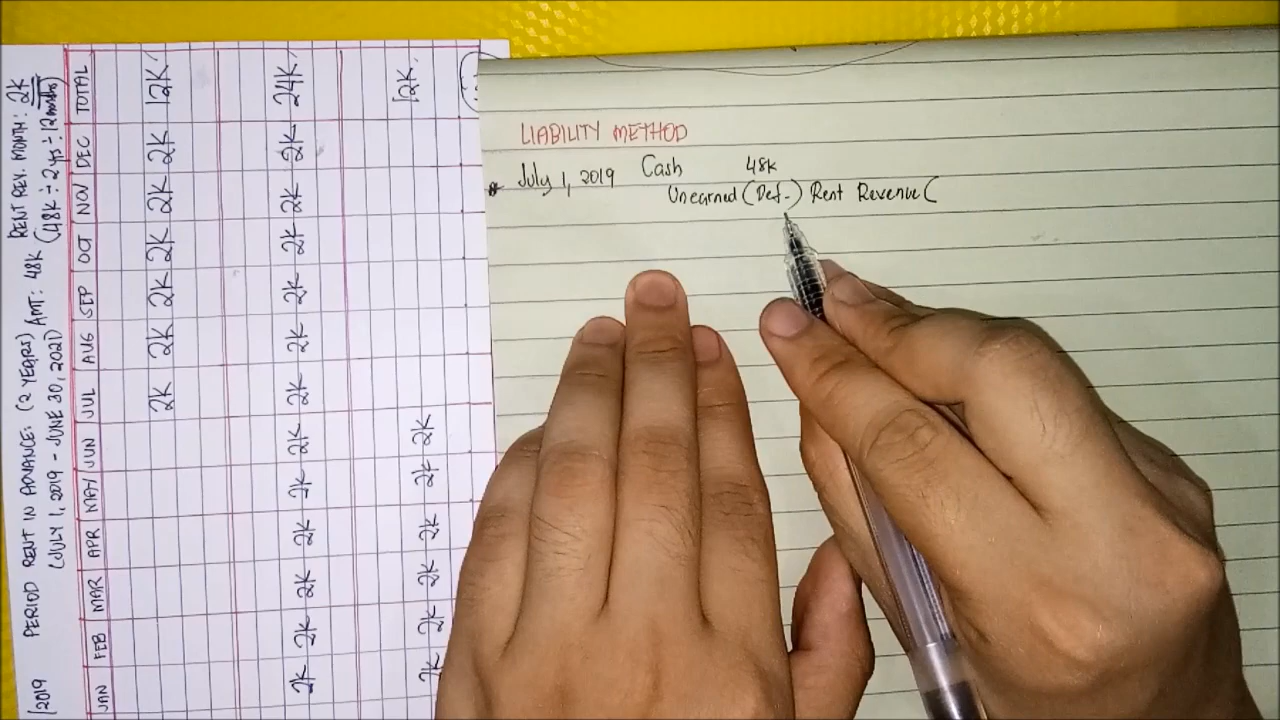 LIABILITY METHOD
* July 1, 2019 Cash 48K
Unearned (Def.) Rent Revenue (
[2019 PERIOD RENT IN ADVANCE: (2 YEARS) AMT: 48K RENT REV. MONTH: 2K
(JULY 1, 2019 - JUNE 30, 2021) (48K ÷ 2 yrs ÷ 12 months)
JAN FEB MAR APR MAY JUN JUL AUG SEP OCT NOV DEC TOTAL
2K 2K 2K 2K 2K 2K 12K
2K 2K 2K 2K 2K 2K 2K 2K 2K 2K 2K 2K 24K
2K 2K 2K 2K 2K 2K 12K